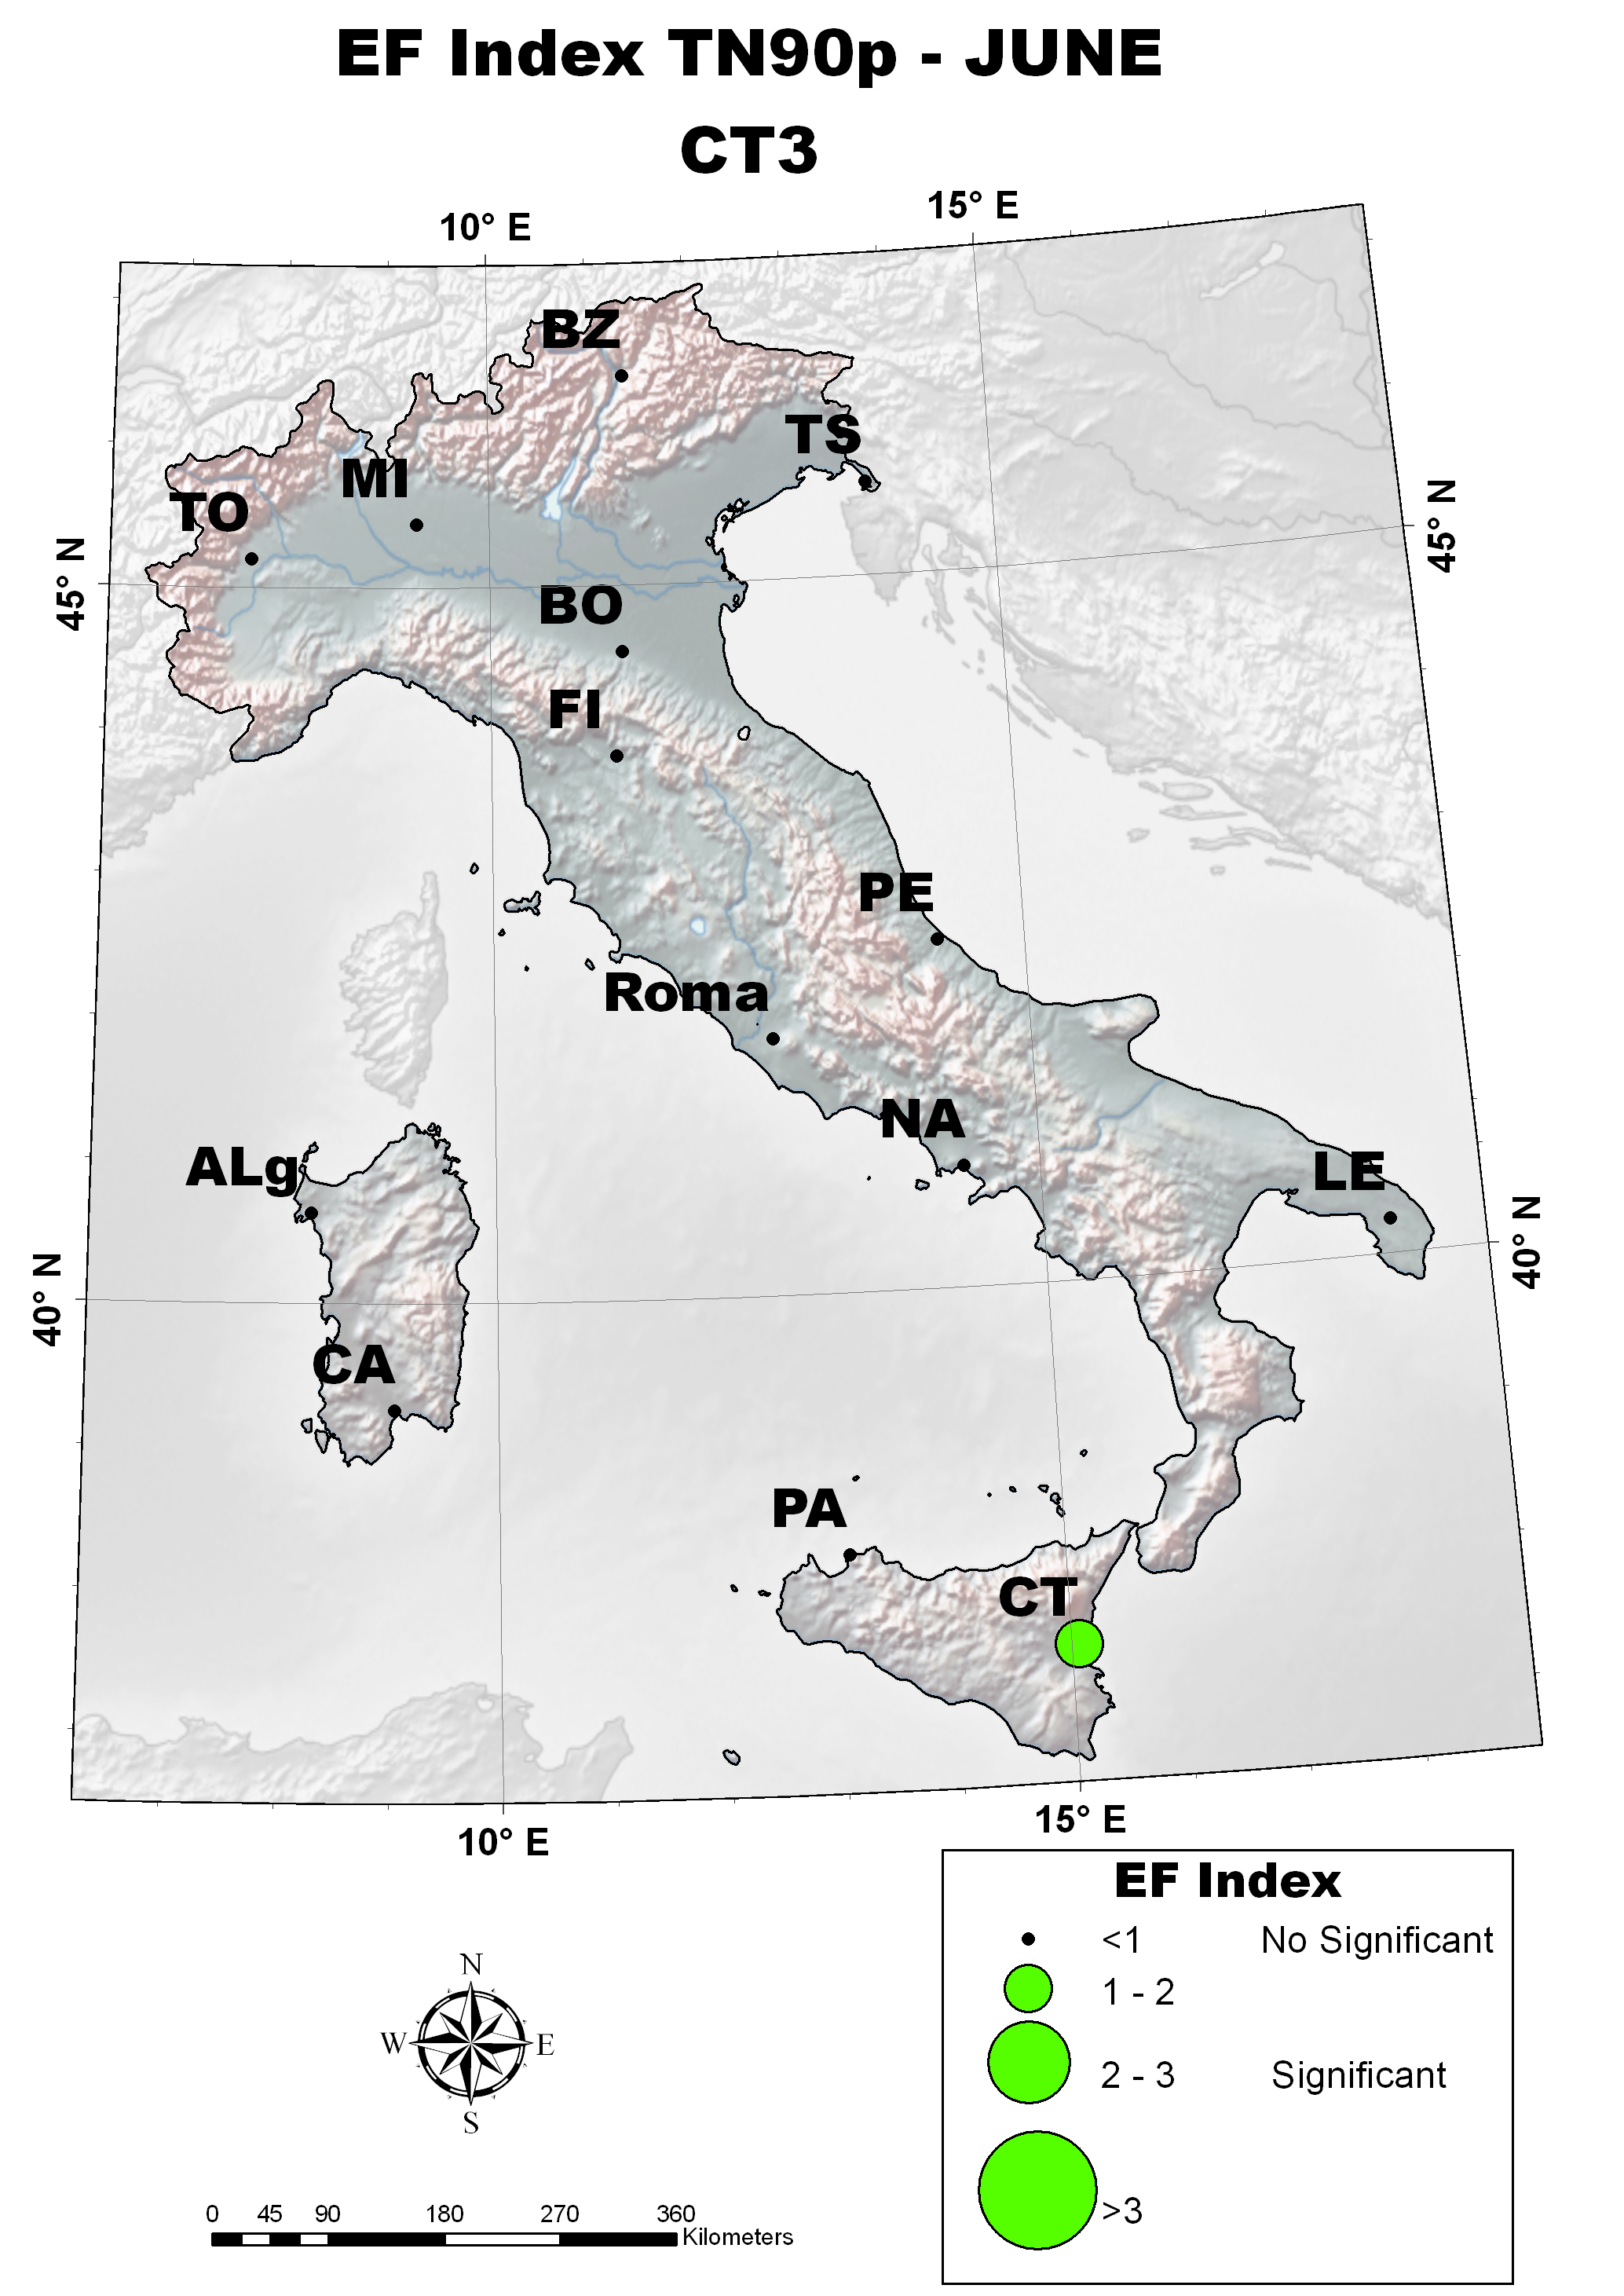 EF Index TN90p - JUNE
CT3
10° E
15° E
BZ
TS
MI
TO
45° N
45° N
BO
FI
PE
Roma
NA
ALg
LE
40° N
40° N
CA
PA
CT
10° E
15° E
EF Index
<1 No Significant
1 - 2
2 - 3 Significant
>3
N
W E
S
0 45 90 180 270 360
Kilometers